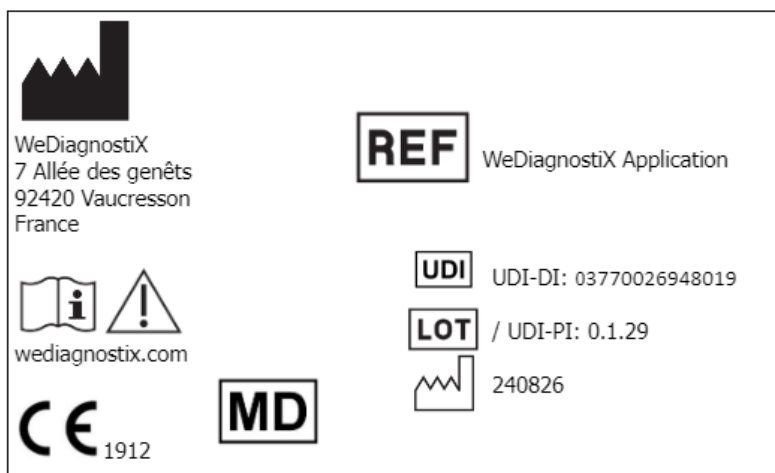 WeDiagnostiX
7 Allée des genêts
92420 Vaucresson
France
REF WeDiagnostiX Application
i
wediagnostix.com
UDI UDI-DI: 03770026948019
LOT / UDI-PI: 0.1.29
240826
CE 1912
MD